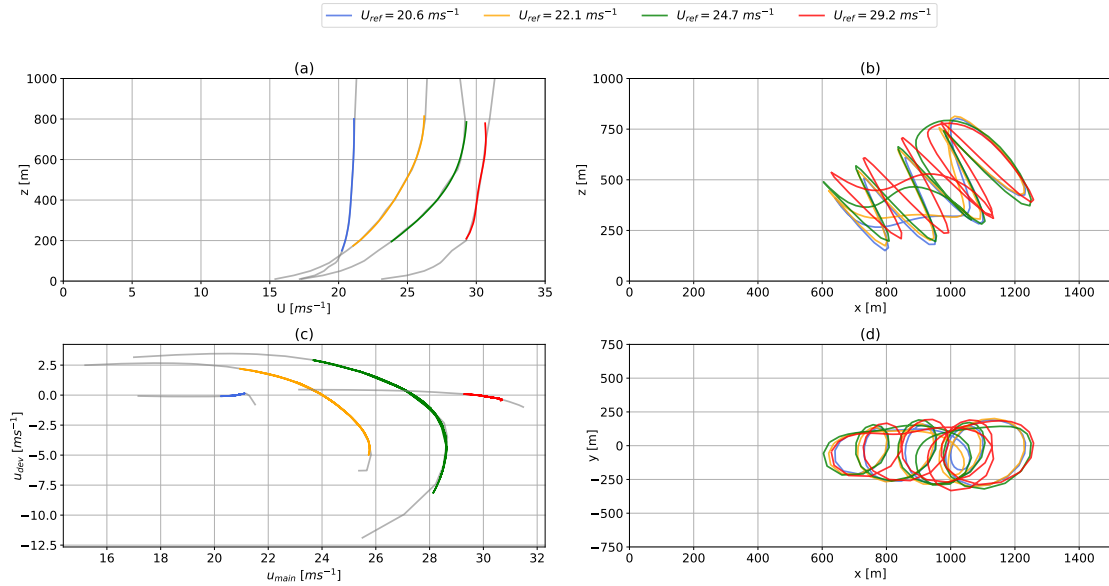 U_ref = 20.6 ms⁻¹ U_ref = 22.1 ms⁻¹ U_ref = 24.7 ms⁻¹ U_ref = 29.2 ms⁻¹
(a)
1000
800
600
400
200
0
z [m]
0 5 10 15 20 25 30 35
U [ms⁻¹]
(b)
1000
750
500
250
0
z [m]
0 200 400 600 800 1000 1200 1400
x [m]
(c)
2.5
0.0
−2.5
−5.0
−7.5
−10.0
−12.5
u_dev [ms⁻¹]
16 18 20 22 24 26 28 30 32
u_main [ms⁻¹]
(d)
750
500
250
0
−250
−500
−750
y [m]
0 200 400 600 800 1000 1200 1400
x [m]